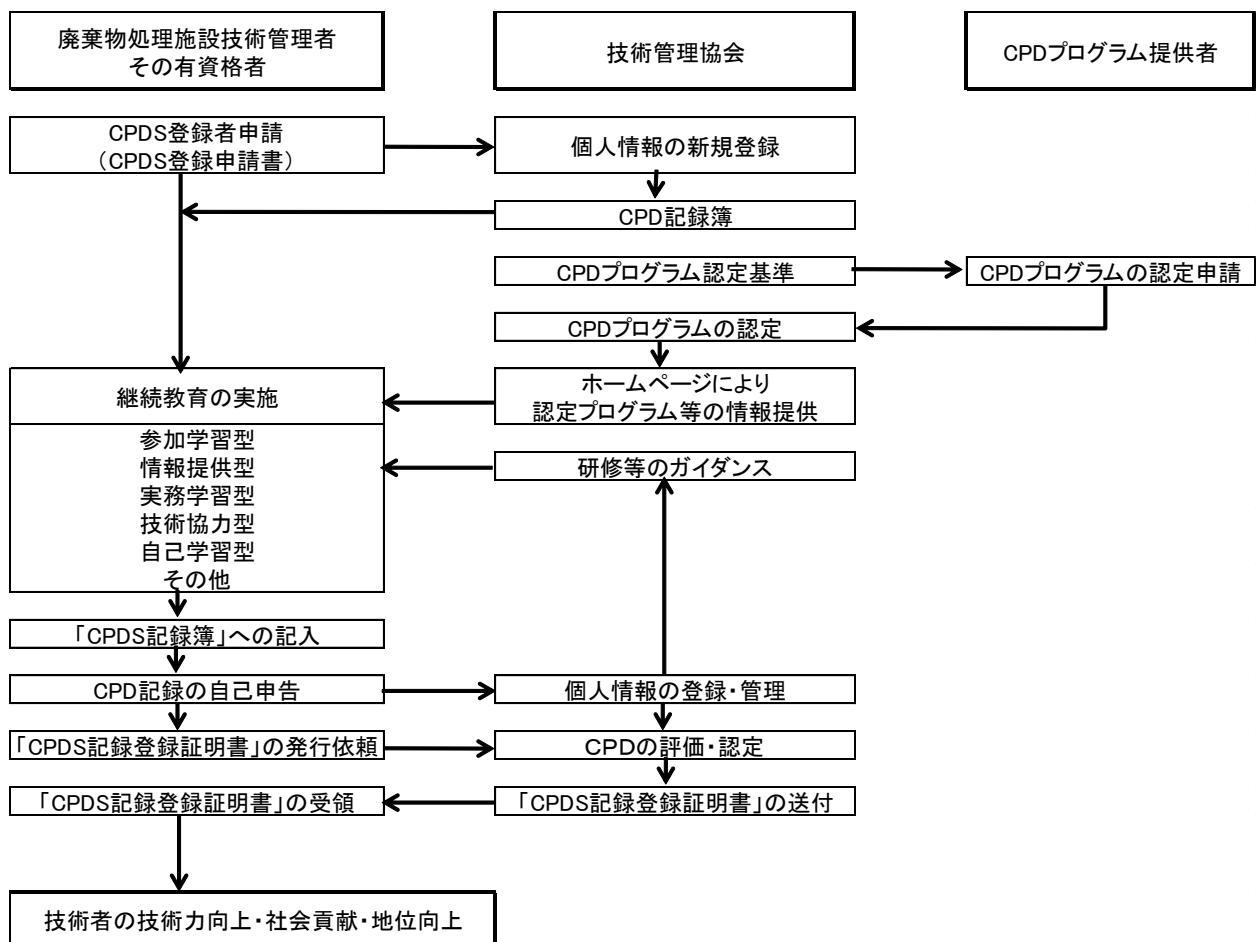 廃棄物処理施設技術管理者
その有資格者
技術管理協会
CPDプログラム提供者
CPDS登録者申請
（CPDS登録申請書）
個人情報の新規登録
CPD記録簿
CPDプログラム認定基準
CPDプログラムの認定申請
CPDプログラムの認定
継続教育の実施
ホームページにより
認定プログラム等の情報提供
参加学習型
情報提供型
実務学習型
技術協力型
自己学習型
その他
研修等のガイダンス
「CPDS記録簿」への記入
CPD記録の自己申告
個人情報の登録・管理
「CPDS記録登録証明書」の発行依頼
CPDの評価・認定
「CPDS記録登録証明書」の受領
「CPDS記録登録証明書」の送付
技術者の技術力向上・社会貢献・地位向上